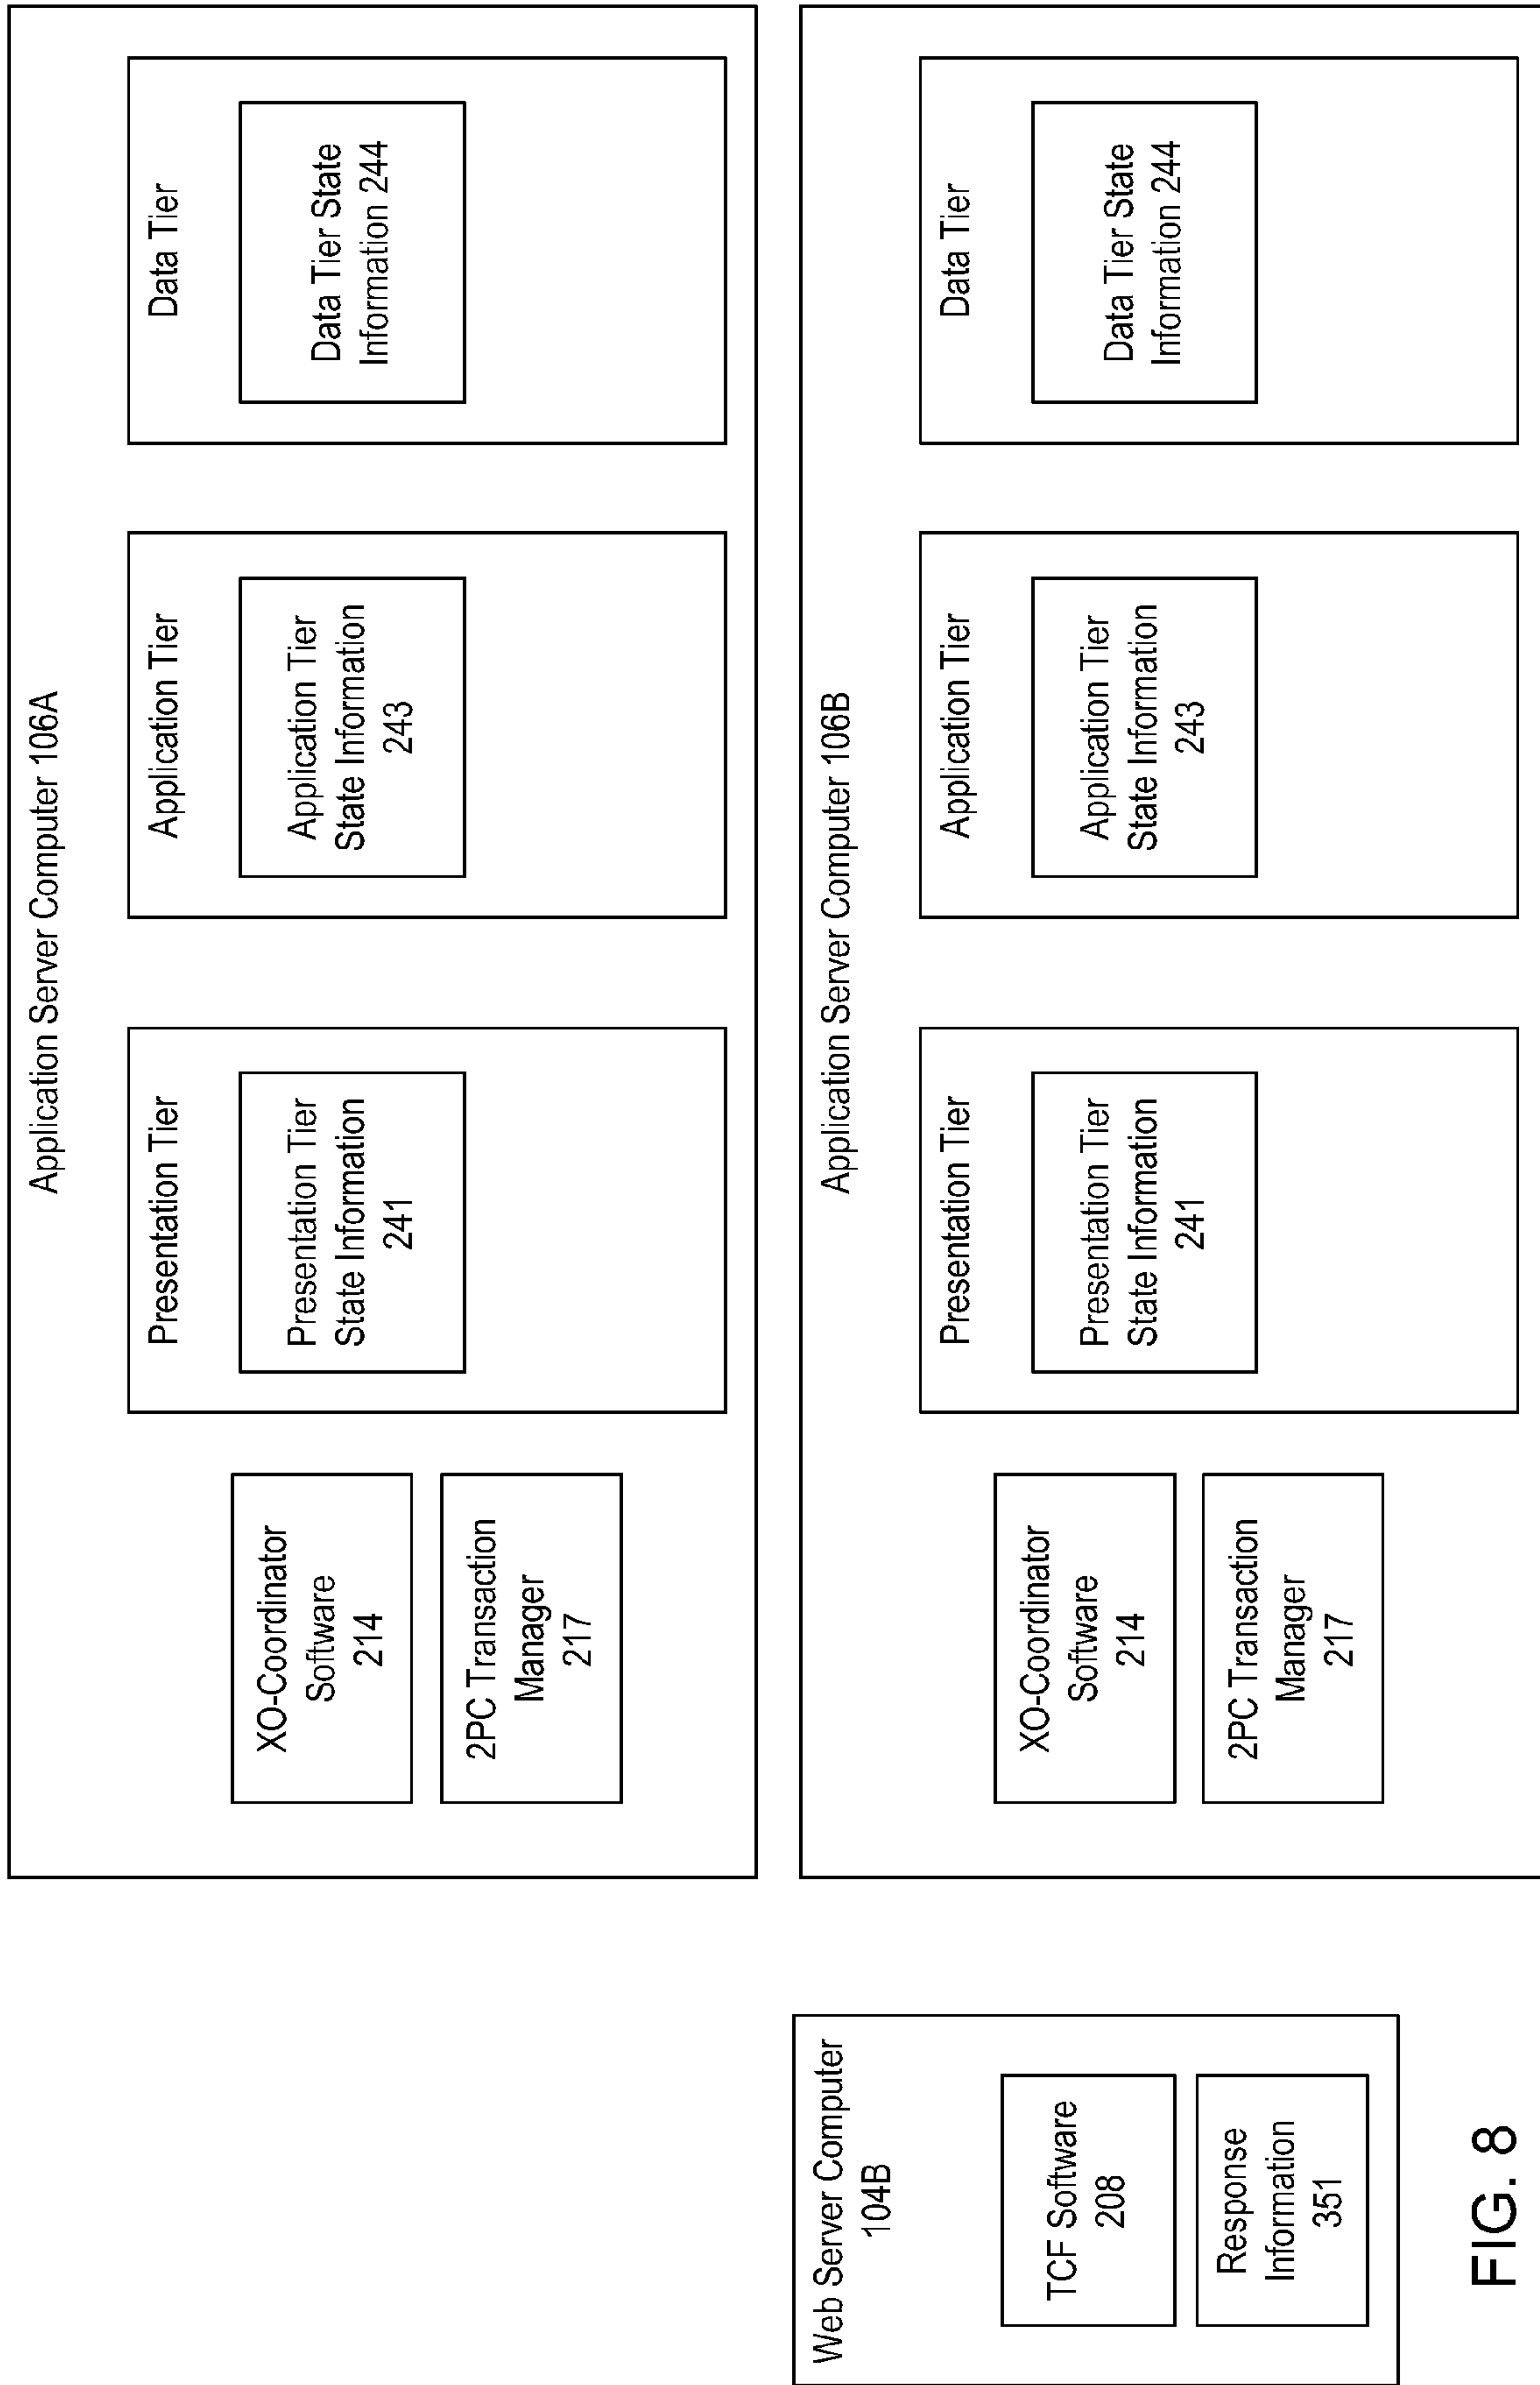 Application Server Computer 106A
XO-Coordinator
Software
214
2PC Transaction
Manager
217
Presentation Tier
Presentation Tier
State Information
241
Application Tier
Application Tier
State Information
243
Data Tier
Data Tier State
Information 244
Web Server Computer
104B
TCF Software
208
Response
Information
351
Application Server Computer 106B
XO-Coordinator
Software
214
2PC Transaction
Manager
217
Presentation Tier
Presentation Tier
State Information
241
Application Tier
Application Tier
State Information
243
Data Tier
Data Tier State
Information 244
FIG. 8